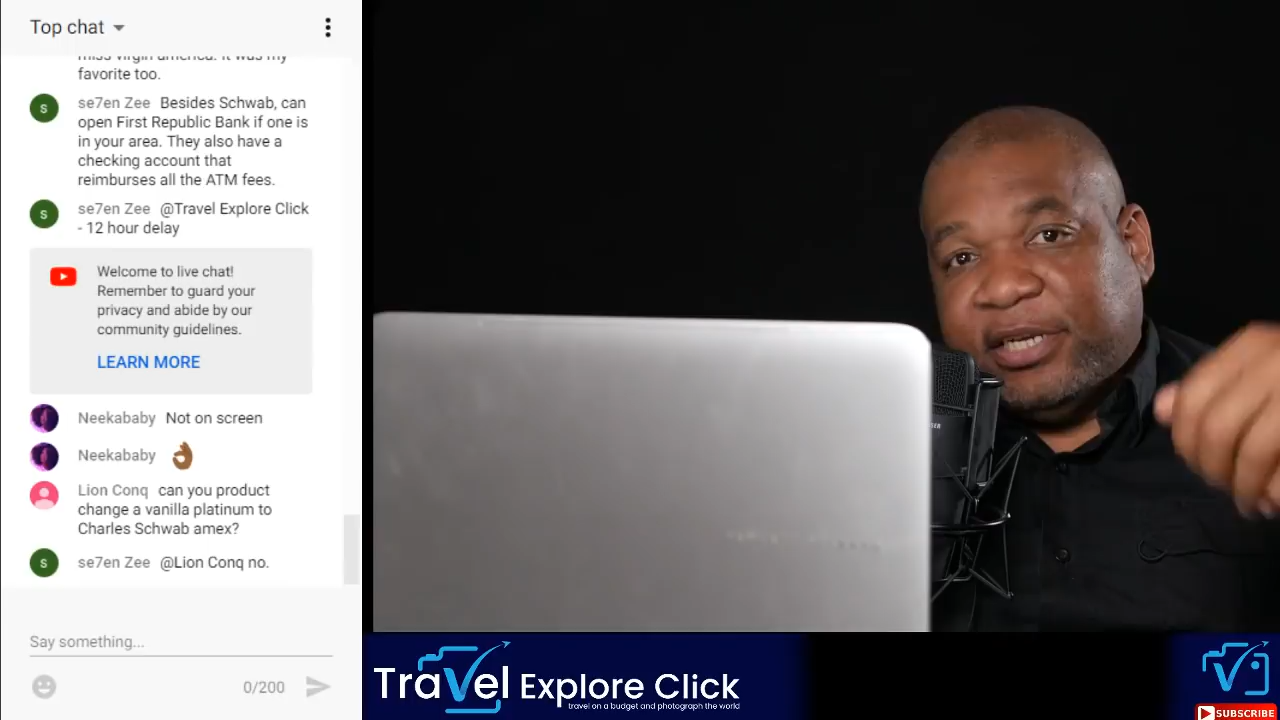 Top chat
miss virgin america. It was my
favorite too.
se7en Zee Besides Schwab, can
open First Republic Bank if one is
in your area. They also have a
checking account that
reimburses all the ATM fees.
se7en Zee @Travel Explore Click
- 12 hour delay
Welcome to live chat!
Remember to guard your
privacy and abide by our
community guidelines.
LEARN MORE
Neekababy Not on screen
Neekababy 👌🏾
Lion Conq can you product
change a vanilla platinum to
Charles Schwab amex?
se7en Zee @Lion Conq no.
Say something...
0/200
S
S
S
Travel Explore Click
travel on a budget and photograph the world
SUBSCRIBE